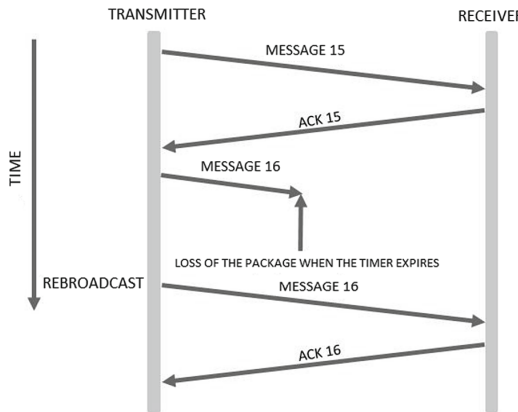 TRANSMITTER
RECEIVER
MESSAGE 15
ACK 15
MESSAGE 16
TIME
LOSS OF THE PACKAGE WHEN THE TIMER EXPIRES
REBROADCAST
MESSAGE 16
ACK 16